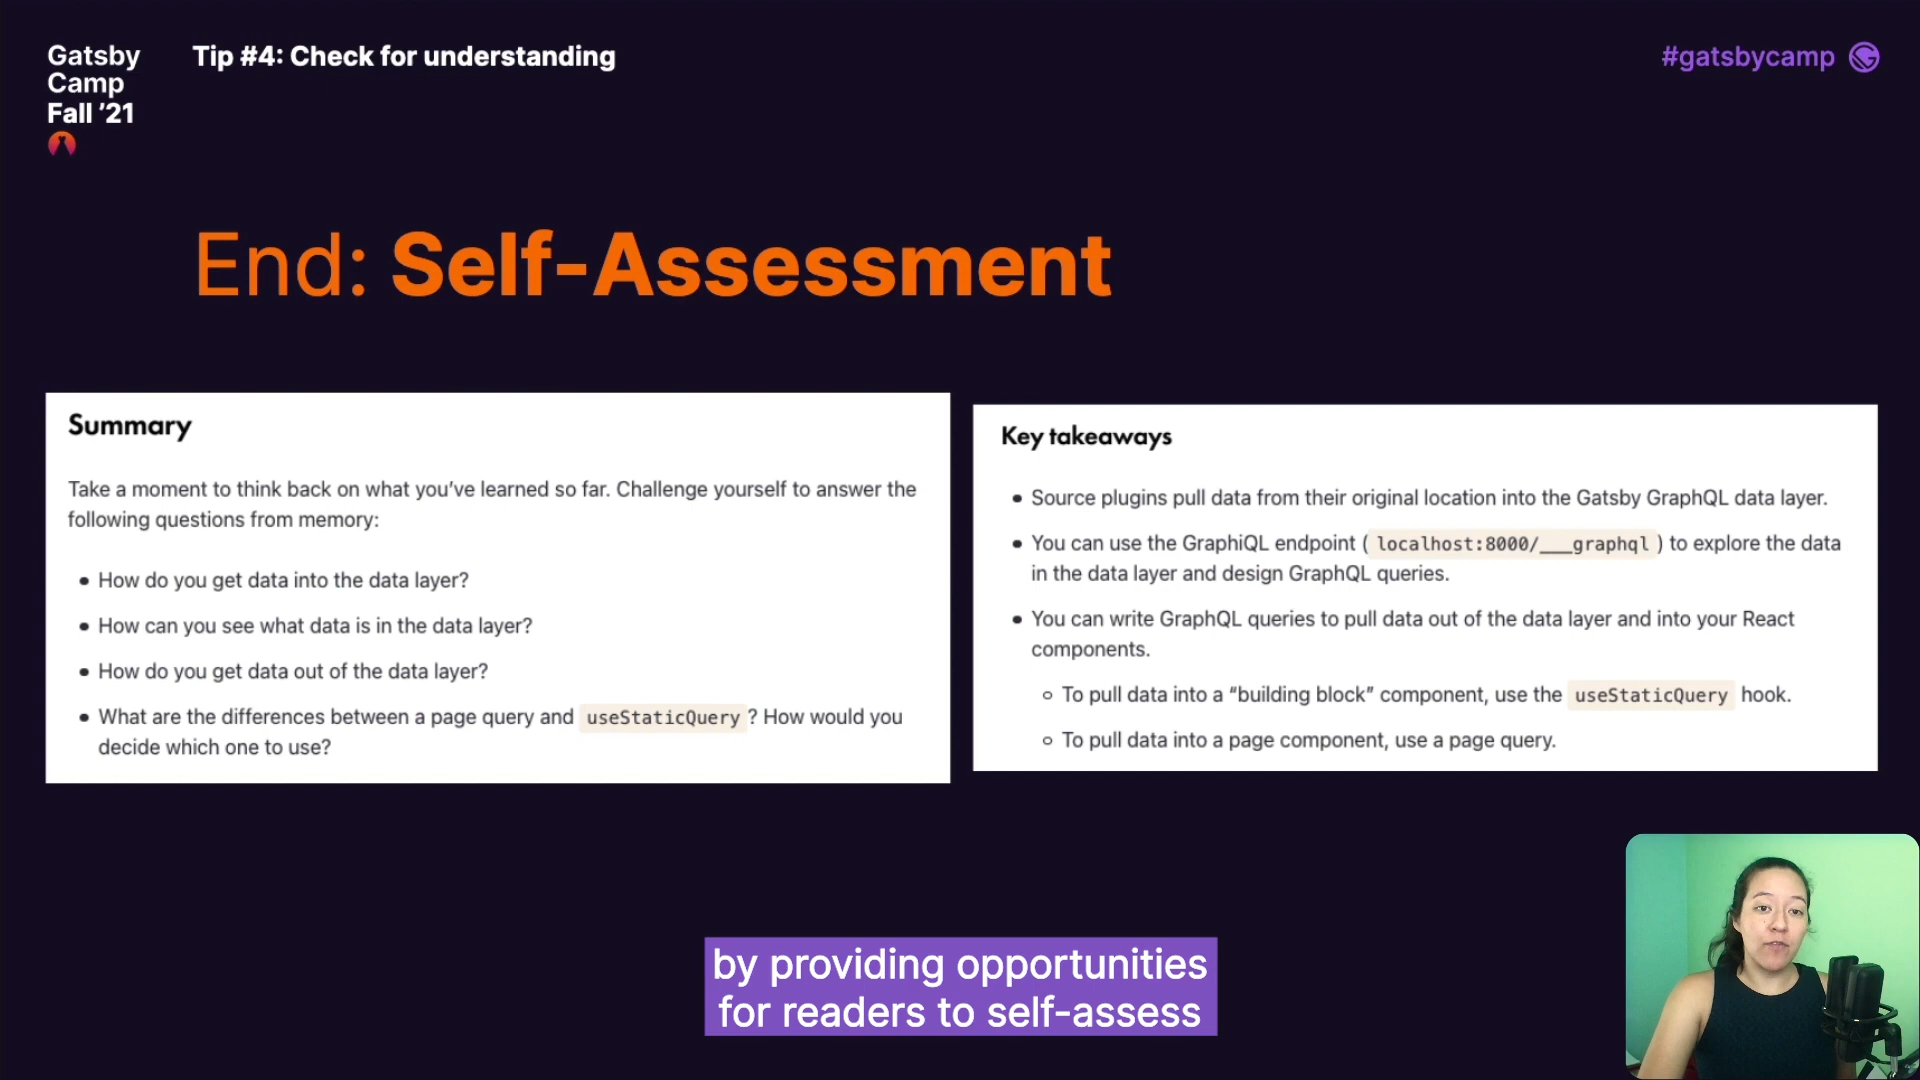 Gatsby
Camp
Fall ’21
Tip #4: Check for understanding
#gatsbycamp
End: Self-Assessment
Summary
Take a moment to think back on what you’ve learned so far. Challenge yourself to answer the
following questions from memory:
• How do you get data into the data layer?
• How can you see what data is in the data layer?
• How do you get data out of the data layer?
• What are the differences between a page query and useStaticQuery? How would you
decide which one to use?
Key takeaways
• Source plugins pull data from their original location into the Gatsby GraphQL data layer.
• You can use the GraphiQL endpoint (localhost:8000/___graphql) to explore the data
in the data layer and design GraphQL queries.
• You can write GraphQL queries to pull data out of the data layer and into your React
components.
◦ To pull data into a “building block” component, use the useStaticQuery hook.
◦ To pull data into a page component, use a page query.
by providing opportunities
for readers to self-assess